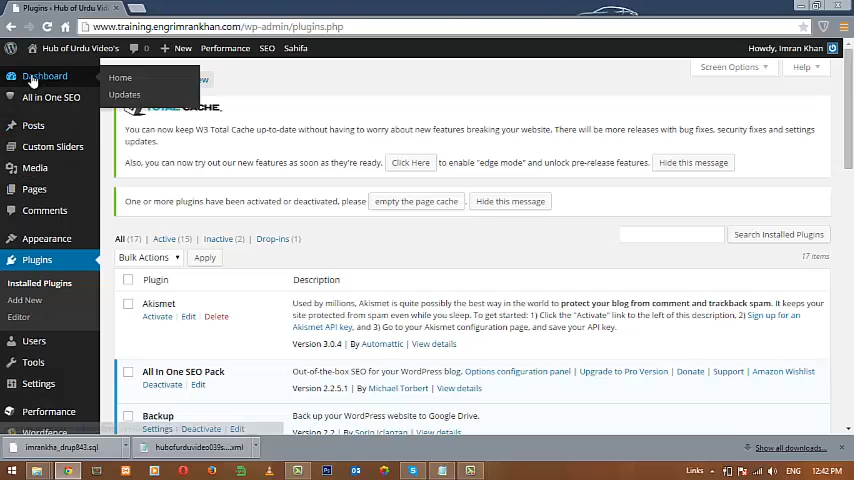 Plugins ‹ Hub of Urdu Vide
www.training.engrimrankhan.com/wp-admin/plugins.php
Hub of Urdu Video's
0
New
Performance
SEO
Sahifa
Howdy, Imran Khan
Dashboard
Home
Updates
Screen Options
Help
All in One SEO
TOTAL CACHE
You can now keep W3 Total Cache up-to-date without having to worry about new features breaking your website. There will be more releases with bug fixes, security fixes and settings
updates.
Posts
Custom Sliders
Media
Pages
Comments
Appearance
Plugins
Installed Plugins
Add New
Editor
Users
Tools
Settings
Performance
Wordfence
Also, you can now try out our new features as soon as they're ready. Click Here to enable "edge mode" and unlock pre-release features. Hide this message
One or more plugins have been activated or deactivated, please empty the page cache . Hide this message
All (17) Active (15) Inactive (2) Drop-ins (1)
Search Installed Plugins
Bulk Actions
Apply
17 items
Plugin
Description
Akismet
Activate | Edit | Delete
Used by millions, Akismet is quite possibly the best way in the world to protect your blog from comment and trackback spam. It keeps your
site protected from spam even while you sleep. To get started: 1) Click the "Activate" link to the left of this description, 2) Sign up for an
Akismet API key, and 3) Go to your Akismet configuration page, and save your API key.
Version 3.0.4 | By Automattic | View details
All In One SEO Pack
Deactivate | Edit
Out-of-the-box SEO for your WordPress blog. Options configuration panel | Upgrade to Pro Version | Donate | Support | Amazon Wishlist
Version 2.2.5.1 | By Michael Torbert | View details
Backup
Settings | Deactivate | Edit
Back up your WordPress website to Google Drive.
Version 2.2 | By Sorin Iclanzan | View details
imrankha_drup843.sql
hubofurduvideo039s....xml
Show all downloads...
Links
ENG
12:42 PM